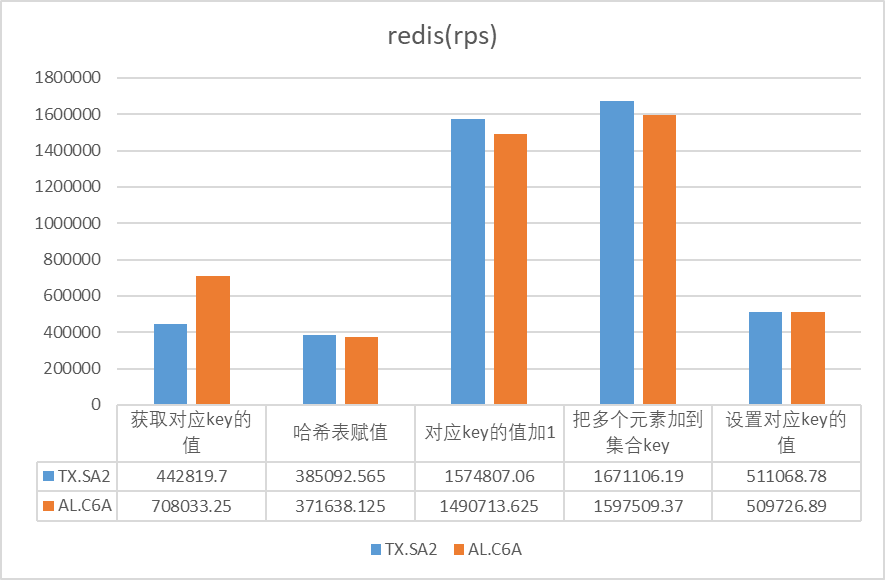 redis(rps)
1800000
1600000
1400000
1200000
1000000
800000
600000
400000
200000
0
获取对应key的
值
哈希表赋值
对应key的值加1
把多个元素加到
集合key
设置对应key的
值
TX.SA2 442819.7 385092.565 1574807.06 1671106.19 511068.78
AL.C6A 708033.25 371638.125 1490713.625 1597509.37 509726.89
TX.SA2 AL.C6A